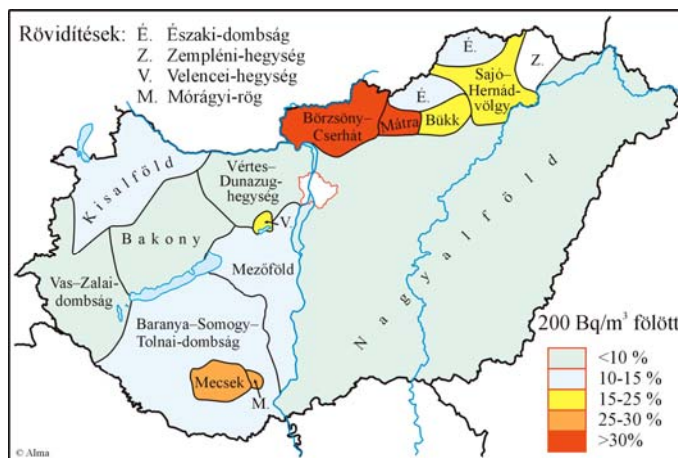 Rövidítések: É. Északi-dombság
Z. Zempléni-hegység
V. Velencei-hegység
M. Mórágyi-rög
É.
Z.
Sajó–
Hernád-
völgy
É.
Börzsöny–
Cserhát
Mátra
Bükk
Kisalföld
Vértes–
Dunazug-
hegység
V.
Bakony
Mezőföld
Vas–Zalai-
dombság
Nagyalföld
Baranya–Somogy–
Tolnai-dombság
Mecsek
M.
200 Bq/m³ fölött
<10 %
10-15 %
15-25 %
25-30 %
>30%
© Alma